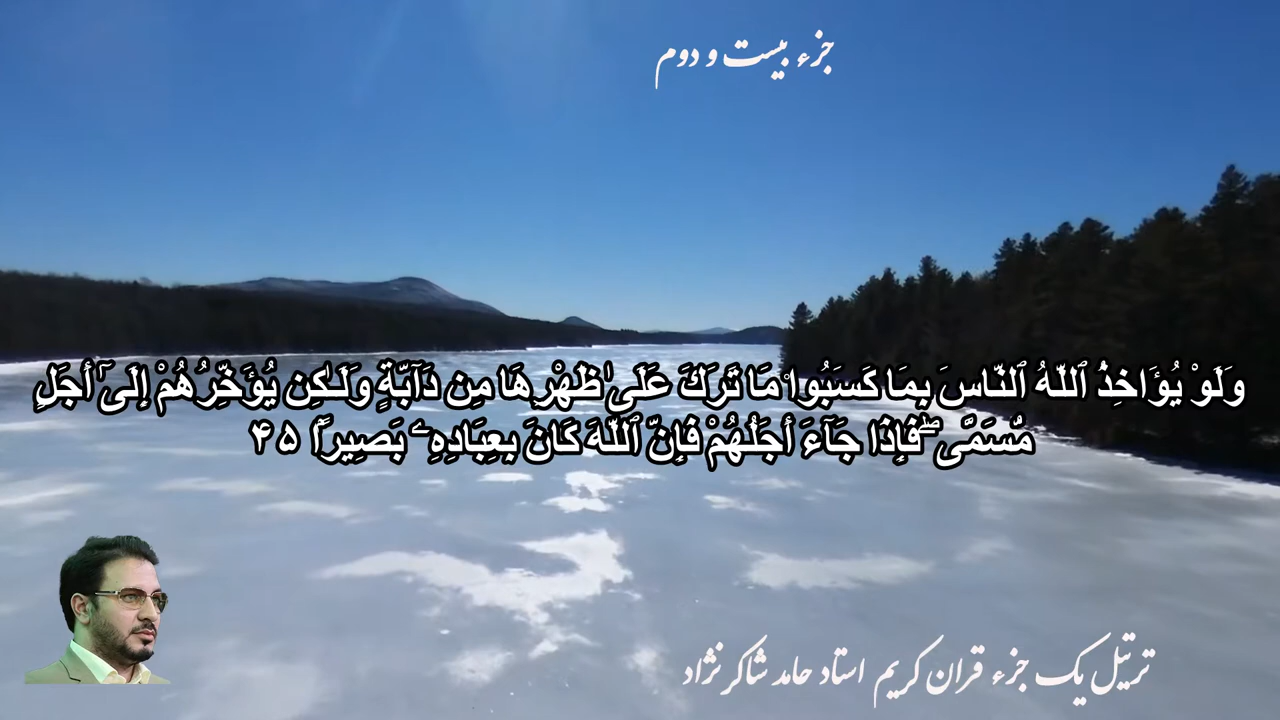 جزء بیست و دوم
وَلَوْ يُؤَاخِذُ ٱللَّهُ ٱلنَّاسَ بِمَا كَسَبُوا۟ مَا تَرَكَ عَلَىٰ ظَهْرِهَا مِن دَآبَّةٍ وَلَـٰكِن يُؤَخِّرُهُمْ إِلَىٰٓ أَجَلٍ
مُّسَمًّى ۖ فَإِذَا جَآءَ أَجَلُهُمْ فَإِنَّ ٱللَّهَ كَانَ بِعِبَادِهِۦ بَصِيرًۢا ۴۵
ترتیل یک جزء قران کریم استاد حامد شاکرنژاد